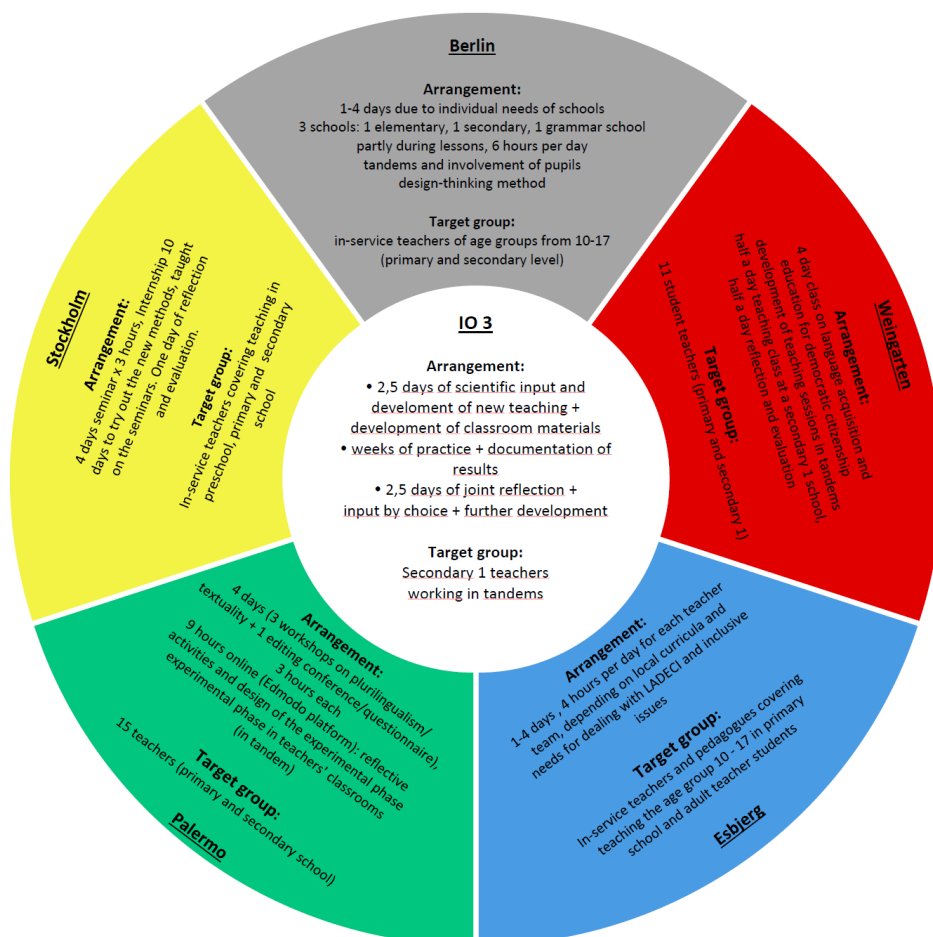 Berlin
Arrangement:
1-4 days due to individual needs of schools
3 schools: 1 elementary, 1 secondary, 1 grammar school
partly during lessons, 6 hours per day
tandems and involvement of pupils
design-thinking method
Target group:
in-service teachers of age groups from 10-17
(primary and secondary level)
Weingarten
Arrangement:
4 day class on language acquisition and
education for democratic citizenship
development of teaching sessions in tandems
half a day teaching class at a secondary 1 school,
half a day reflection and evaluation
Target group:
11 student teachers (primary and secondary 1)
Esbjerg
Arrangement:
1-4 days , 4 hours per day for each teacher
team, depending on local curricula and
needs for dealing with LADECI and inclusive
issues
Target group:
In-service teachers and pedagogues covering
teaching the age group 10 - 17 in primary
school and adult teacher students
Palermo
Arrangement:
4 days (3 workshops on plurilingualism/
textuality + 1 editing conference/questionnaire),
3 hours each
9 hours online (Edmodo platform): reflective
activities and design of the experimental phase
experimental phase in teachers' classrooms
(in tandem)
Target group:
15 teachers (primary and secondary school)
Stockholm
Arrangement:
4 days seminar x 3 hours, Internship 10
days to try out the new methods, taught
on the seminars. One day of reflection
and evaluation.
Target group:
In-service teachers covering teaching in
preschool, primary and secondary
school
IO 3
Arrangement:
• 2,5 days of scientific input and
develoment of new teaching +
development of classroom materials
• weeks of practice + documentation of
results
• 2,5 days of joint reflection +
input by choice + further development
Target group:
Secondary 1 teachers
working in tandems